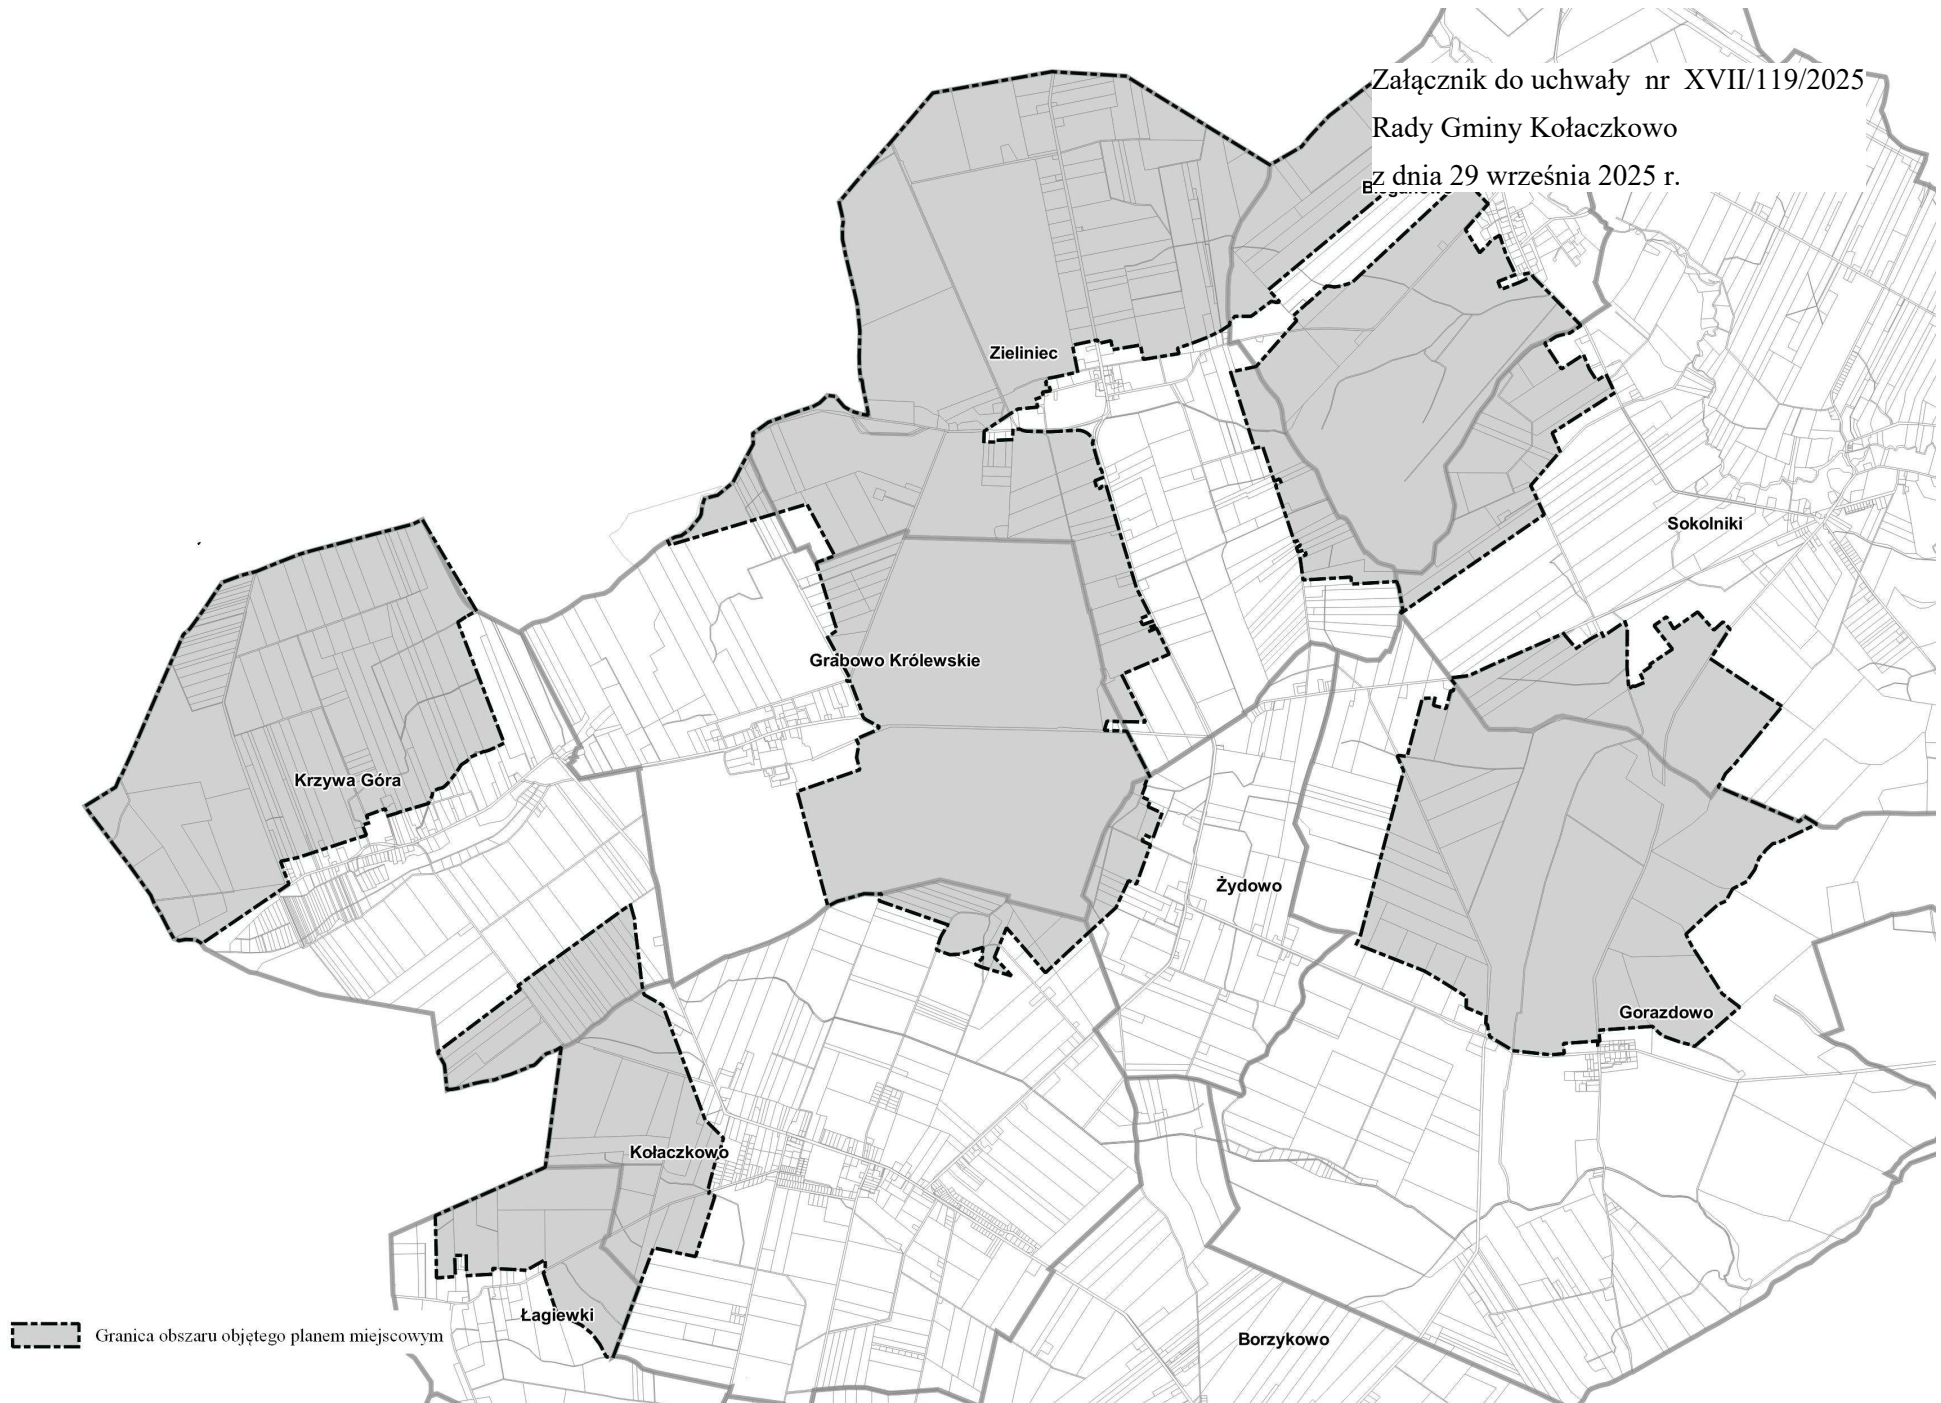 Załącznik do uchwały nr XVII/119/2025
Rady Gminy Kołaczkowo
z dnia 29 września 2025 r.
Zieliniec
Sokolniki
Grabowo Królewskie
Krzywa Góra
Żydowo
Gorazdowo
Kołaczkowo
Łagiewki
Borzykowo
Granica obszaru objętego planem miejscowym